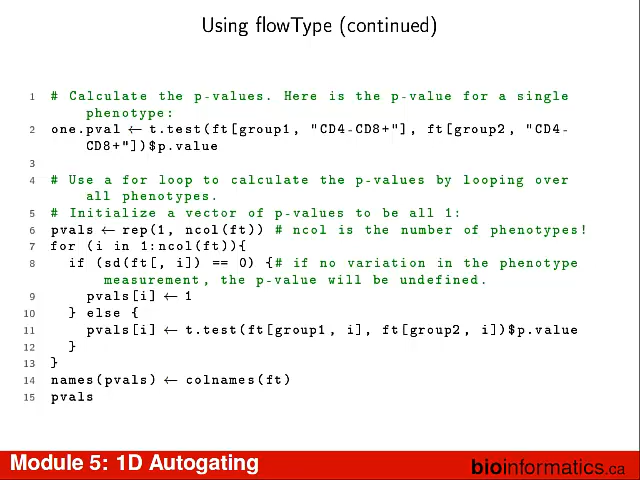 Using flowType (continued)
1 # Calculate the p-values. Here is the p-value for a single
phenotype:
2 one.pval ← t.test(ft[group1, "CD4-CD8+"], ft[group2, "CD4-
CD8+"])$p.value
3
4 # Use a for loop to calculate the p-values by looping over
all phenotypes.
5 # Initialize a vector of p-values to be all 1:
6 pvals ← rep(1, ncol(ft)) # ncol is the number of phenotypes!
7 for (i in 1:ncol(ft)){
8 if (sd(ft[, i]) == 0) {# if no variation in the phenotype
measurement, the p-value will be undefined.
9 pvals[i] ← 1
10 } else {
11 pvals[i] ← t.test(ft[group1, i], ft[group2, i])$p.value
12 }
13 }
14 names(pvals) ← colnames(ft)
15 pvals
Module 5: 1D Autogating
bioinformatics.ca